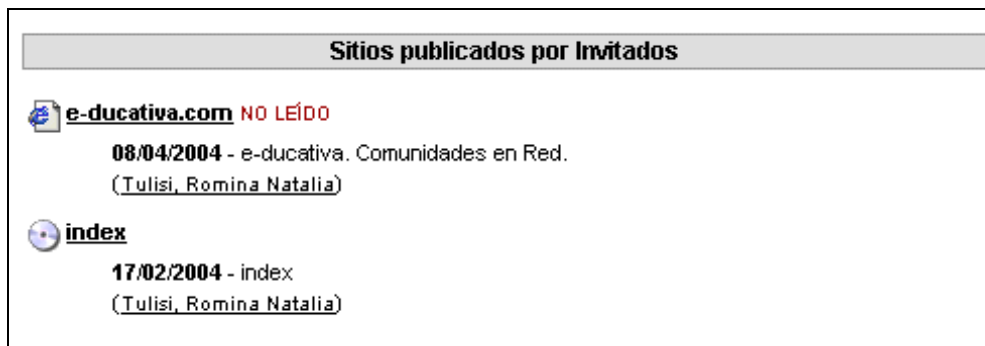 Sitios publicados por Invitados
e-ducativa.com NO LEÍDO
08/04/2004 - e-ducativa. Comunidades en Red.
(Tulisi, Romina Natalia)
index
17/02/2004 - index
(Tulisi, Romina Natalia)